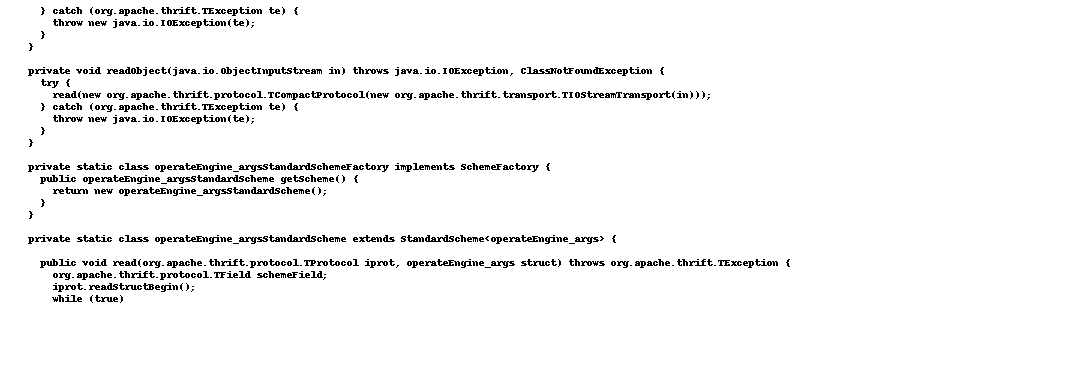 } catch (org.apache.thrift.TException te) {
throw new java.io.IOException(te);
}
}
private void readObject(java.io.ObjectInputStream in) throws java.io.IOException, ClassNotFoundException {
try {
read(new org.apache.thrift.protocol.TCompactProtocol(new org.apache.thrift.transport.TIOStreamTransport(in)));
} catch (org.apache.thrift.TException te) {
throw new java.io.IOException(te);
}
}
private static class operateEngine_argsStandardSchemeFactory implements SchemeFactory {
public operateEngine_argsStandardScheme getScheme() {
return new operateEngine_argsStandardScheme();
}
}
private static class operateEngine_argsStandardScheme extends StandardScheme<operateEngine_args> {
public void read(org.apache.thrift.protocol.TProtocol iprot, operateEngine_args struct) throws org.apache.thrift.TException {
org.apache.thrift.protocol.TField schemeField;
iprot.readStructBegin();
while (true)